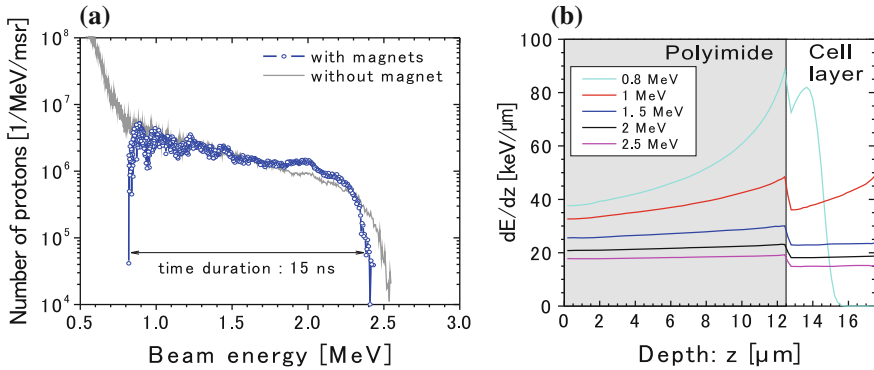 (a)
Number of protons [1/MeV/msr]
10^8
10^7
10^6
10^5
10^4
with magnets
without magnet
time duration : 15 ns
0.5 1.0 1.5 2.0 2.5 3.0
Beam energy [MeV]
(b)
dE/dz [keV/μm]
100
80
60
40
20
0
Polyimide
Cell
layer
0.8 MeV
1 MeV
1. 5 MeV
2 MeV
2.5 MeV
0 2 4 6 8 10 12 14 16
Depth: z [μm]